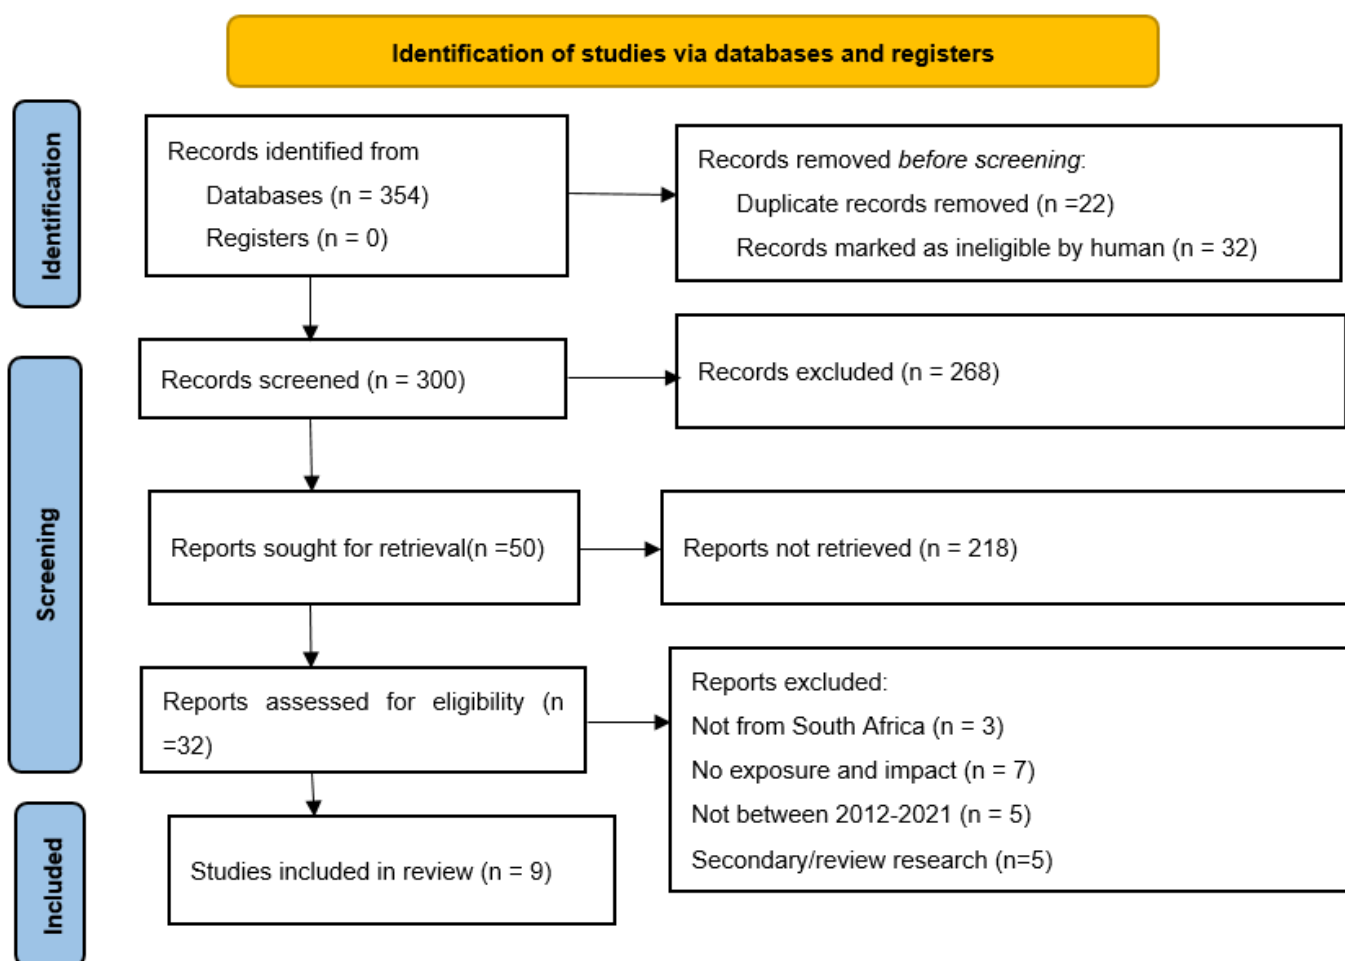 Identification of studies via databases and registers
Identification
Records identified from
Databases (n = 354)
Registers (n = 0)
Records removed before screening:
Duplicate records removed (n =22)
Records marked as ineligible by human (n = 32)
Screening
Records screened (n = 300)
Records excluded (n = 268)
Reports sought for retrieval(n =50)
Reports not retrieved (n = 218)
Reports assessed for eligibility (n
=32)
Reports excluded:
Not from South Africa (n = 3)
No exposure and impact (n = 7)
Not between 2012-2021 (n = 5)
Secondary/review research (n=5)
Included
Studies included in review (n = 9)